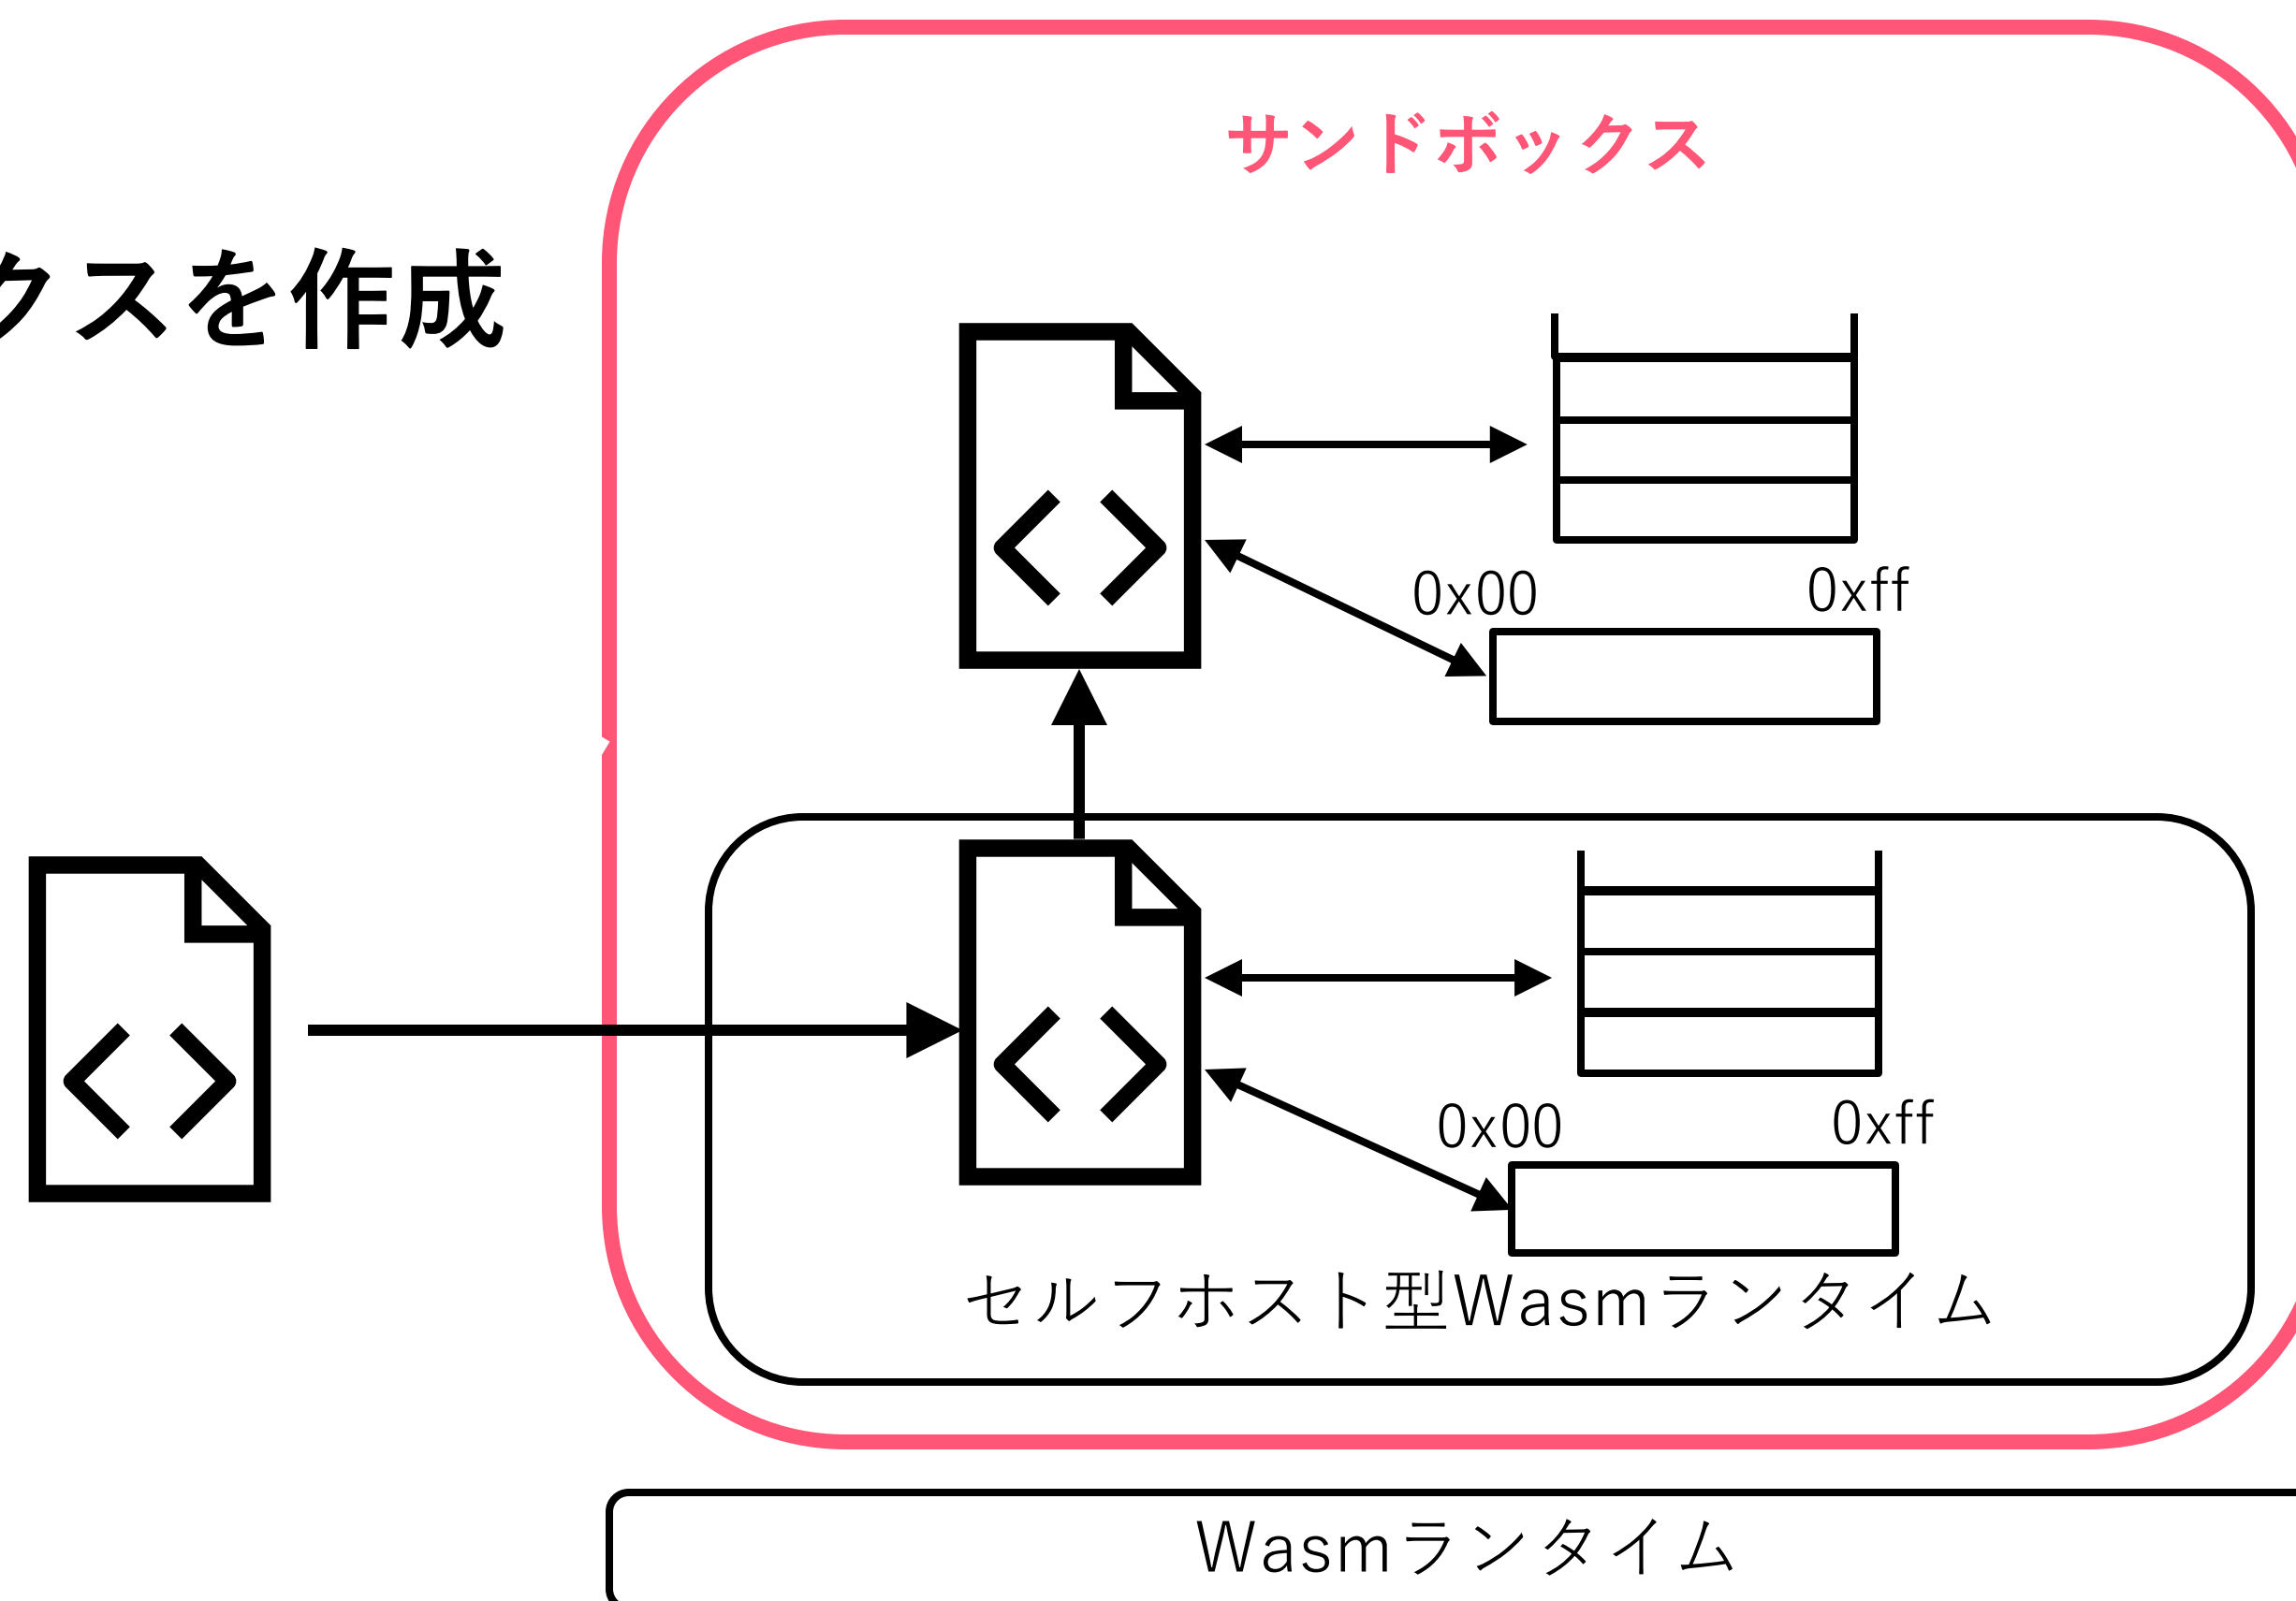 サンドボックス
クスを作成
0x00 0xff
0x00 0xff
セルフホスト型Wasmランタイム
Wasmランタイム